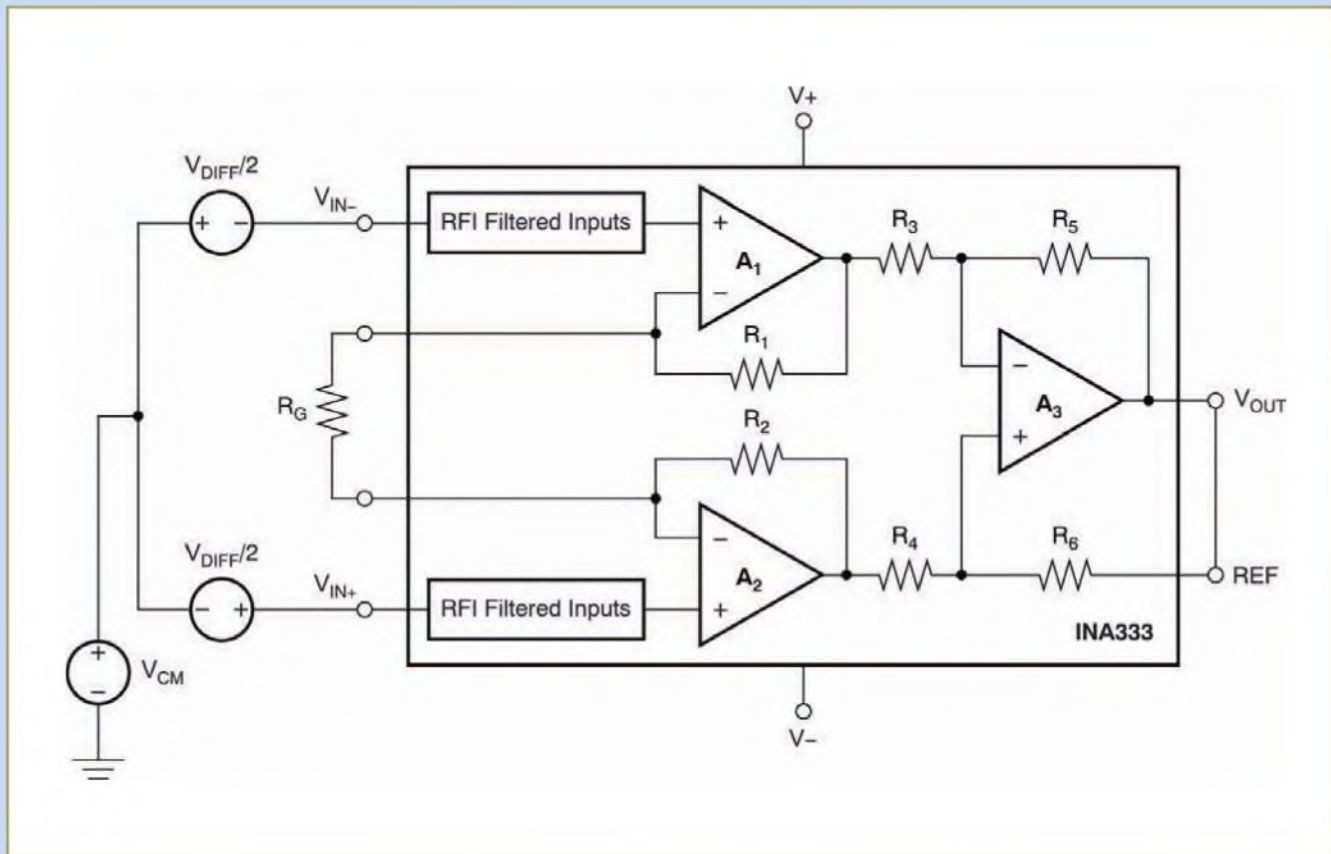 V+
VDIFF/2
+ −
VIN−
RFI Filtered Inputs
+
A1
−
R3
R5
R1
RG
−
A3
+
VOUT
R2
VDIFF/2
− +
VIN+
RFI Filtered Inputs
−
A2
+
R4
R6
REF
INA333
+
−
VCM
V−